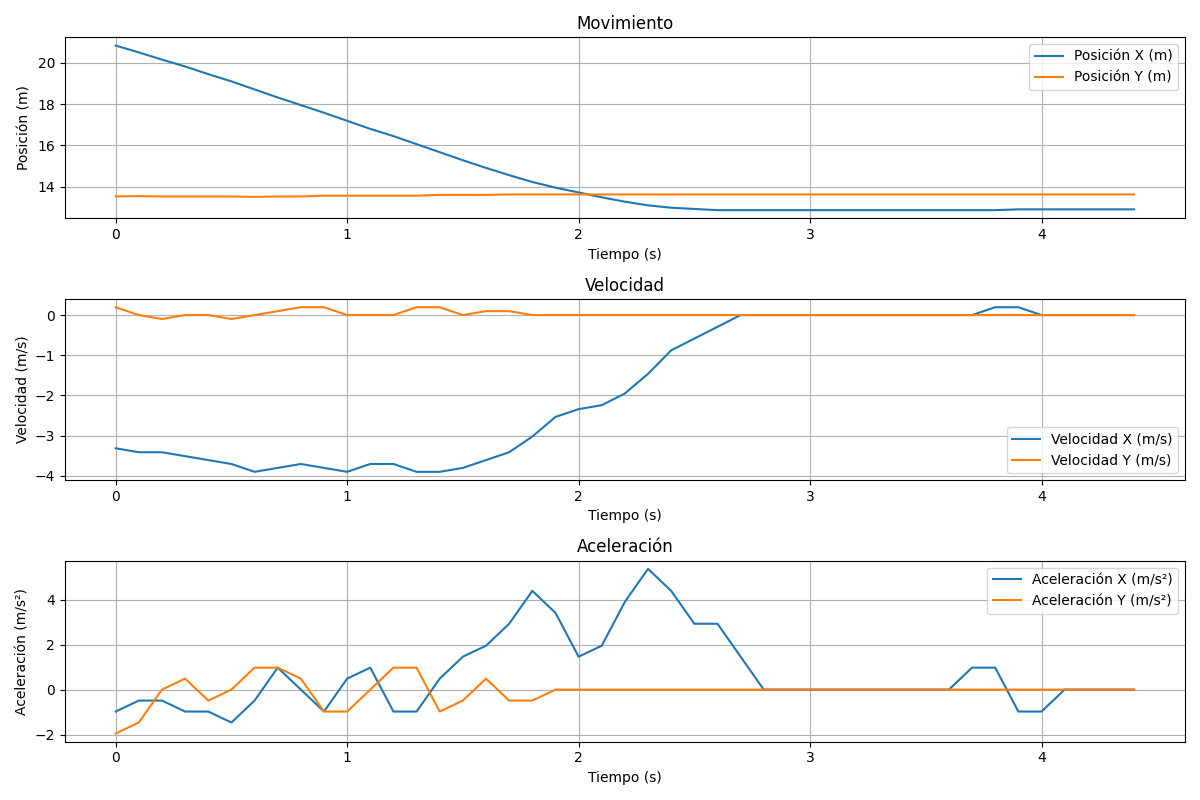 Movimiento
Posición (m)
20
18
16
14
Posición X (m)
Posición Y (m)
0 1 2 3 4
Tiempo (s)
Velocidad
Velocidad (m/s)
0
−1
−2
−3
−4
Velocidad X (m/s)
Velocidad Y (m/s)
0 1 2 3 4
Tiempo (s)
Aceleración
Aceleración (m/s²)
4
2
0
−2
Aceleración X (m/s²)
Aceleración Y (m/s²)
0 1 2 3 4
Tiempo (s)